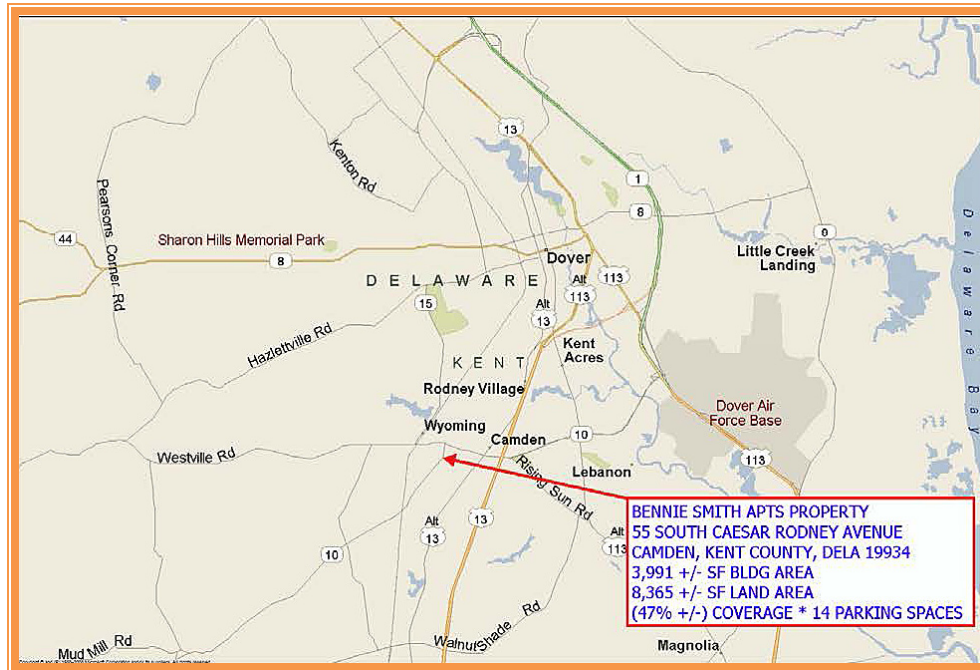 13
Kenton Rd
1
8
Pearsons Corner Rd
44
Sharon Hills Memorial Park
8
Little Creek
Landing
9
Dover
113
Alt
113
DELAWARE
15
Alt
13
Delaware Bay
Hazlettville Rd
KENT
Kent
Acres
Rodney Village
Dover Air
Force Base
Wyoming
Camden
10
Westville Rd
Rising Sun Rd
Lebanon
113
BENNIE SMITH APTS PROPERTY
55 SOUTH CAESAR RODNEY AVENUE
CAMDEN, KENT COUNTY, DELA 19934
3,991 +/- SF BLDG AREA
8,365 +/- SF LAND AREA
(47% +/-) COVERAGE * 14 PARKING SPACES
Alt
13
13
10
113
Mud Mill Rd
Walnut Shade Rd
Magnolia